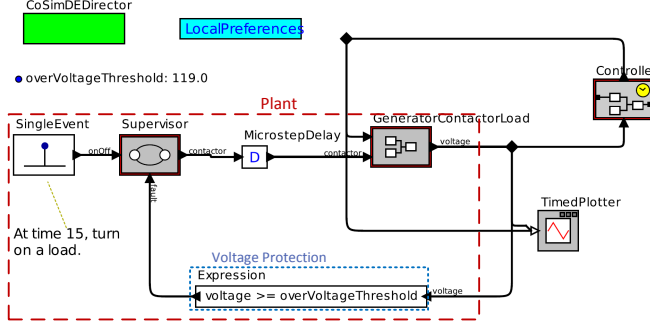 CoSimDEDirector
LocalPreferences
overVoltageThreshold: 119.0
Controlle
Plant
SingleEvent
Supervisor
GeneratorContactorLoad
MicrostepDelay
onOff
contactor
D
contactor
voltage
fault
TimedPlotter
At time 15, turn
on a load.
Voltage Protection
Expression
voltage >= overVoltageThreshold
voltage